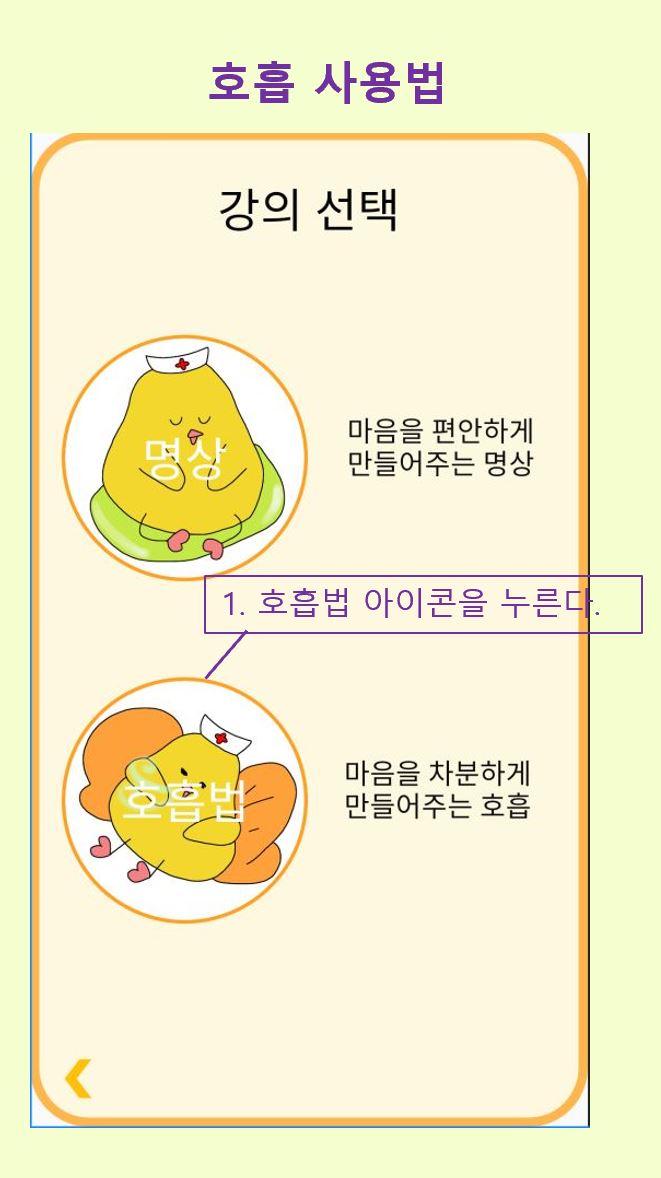 호흡 사용법
강의 선택
명상
마음을 편안하게
만들어주는 명상
1. 호흡법 아이콘을 누른다.
호흡법
마음을 차분하게
만들어주는 호흡